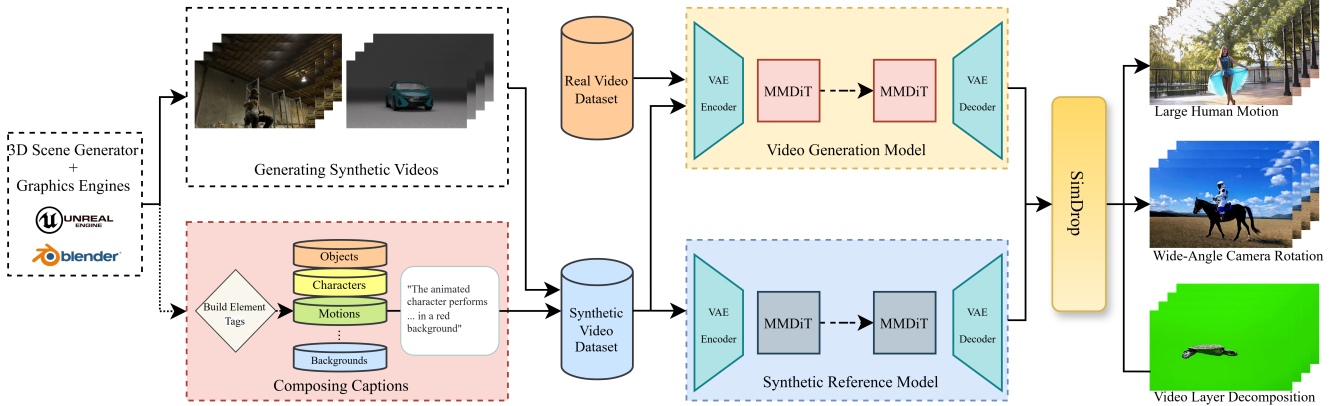 3D Scene Generator
+
Graphics Engines
UNREAL
ENGINE
blender
Generating Synthetic Videos
Build Element
Tags
Objects
Characters
Motions
Backgrounds
"The animated
character performs
... in a red
background"
Composing Captions
Real Video
Dataset
Synthetic
Video
Dataset
VAE
Encoder
MMDiT
MMDiT
VAE
Decoder
Video Generation Model
VAE
Encoder
MMDiT
MMDiT
VAE
Decoder
Synthetic Reference Model
SimDrop
Large Human Motion
Wide-Angle Camera Rotation
Video Layer Decomposition